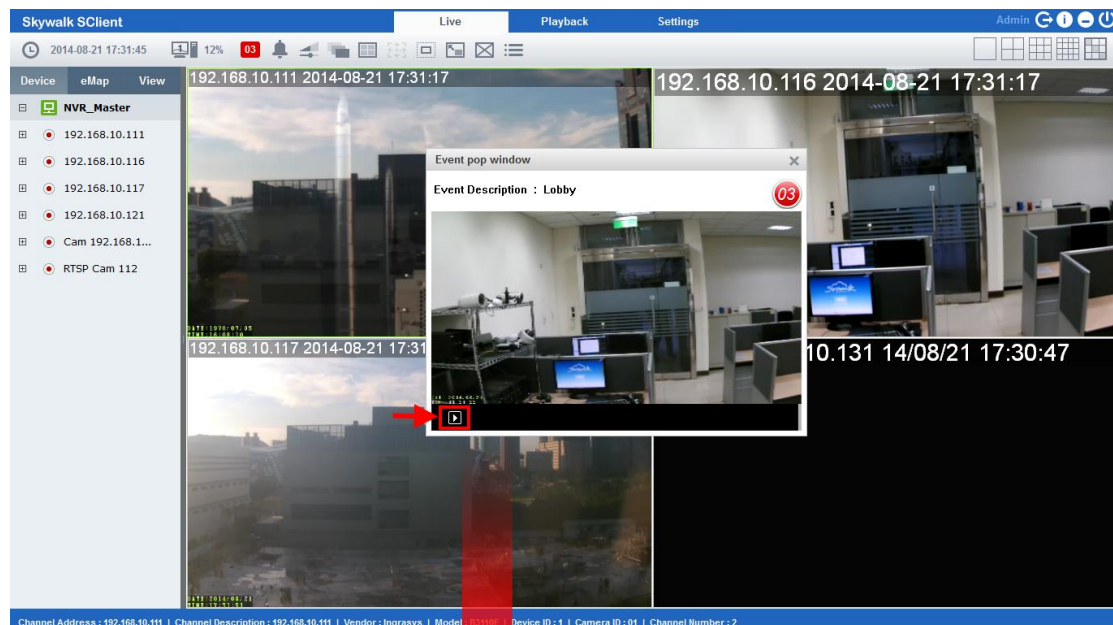 Skywalk SClient
Live
Playback
Settings
Admin
2014-08-21 17:31:45
12%
03
Device eMap View
NVR_Master
192.168.10.111
192.168.10.116
192.168.10.117
192.168.10.121
Cam 192.168.1...
RTSP Cam 112
192.168.10.111 2014-08-21 17:31:17
192.168.10.116 2014-08-21 17:31:17
Event pop window
Event Description : Lobby
03
192.168.10.117 2014-08-21 17:31
10.131 14/08/21 17:30:47
Channel Address : 192.168.10.111 | Channel Description : 192.168.10.111 | Vendor : Ingrasys | Model : | Device ID : 1 | Camera ID : 01 | Channel Number : 2